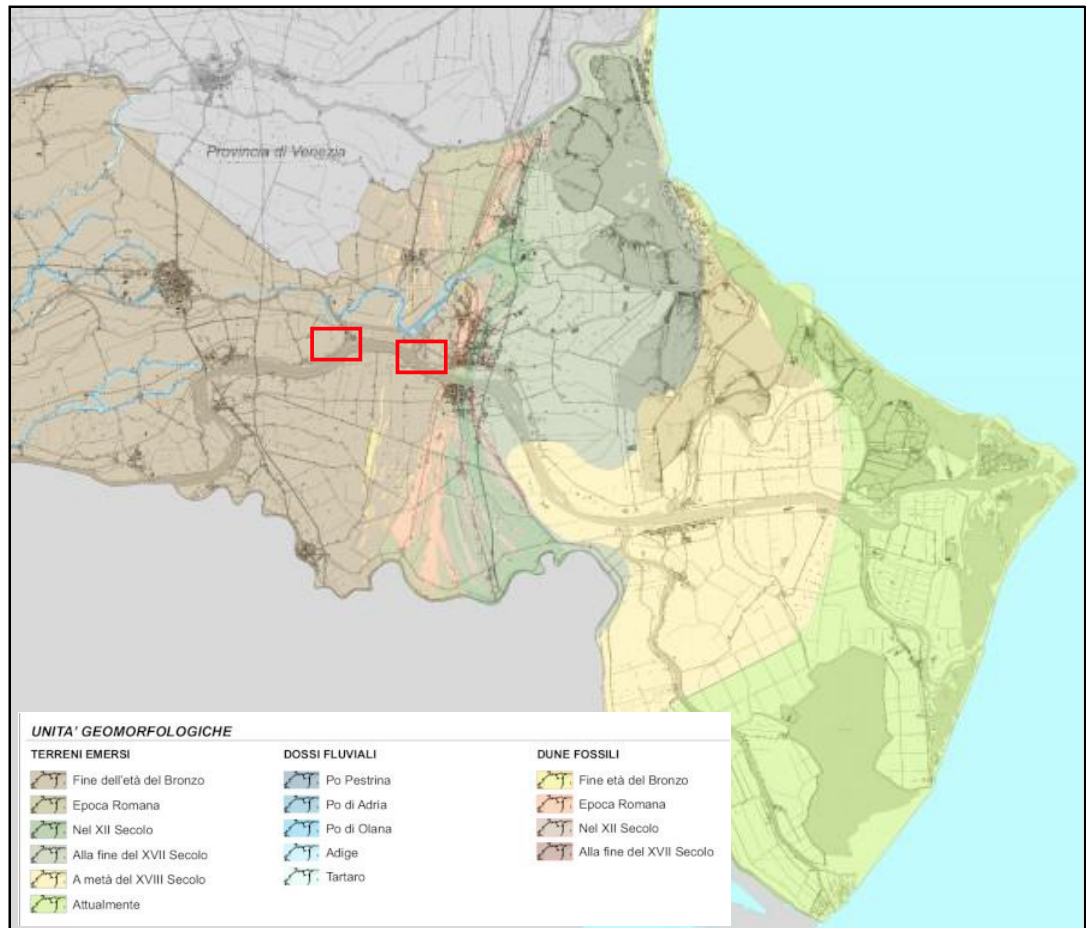 Provincia di Venezia
UNITA' GEOMORFOLOGICHE
TERRENI EMERSI
Fine dell'età del Bronzo
Epoca Romana
Nel XII Secolo
Alla fine del XVII Secolo
A metà del XVIII Secolo
Attualmente
DOSSI FLUVIALI
Po Pestrina
Po di Adria
Po di Olana
Adige
Tartaro
DUNE FOSSILI
Fine età del Bronzo
Epoca Romana
Nel XII Secolo
Alla fine del XVII Secolo